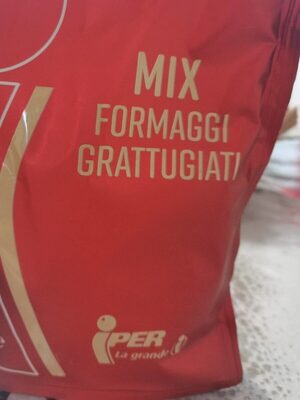 MIX
FORMAGGI
GRATTUGIATI
iPER
La grande i